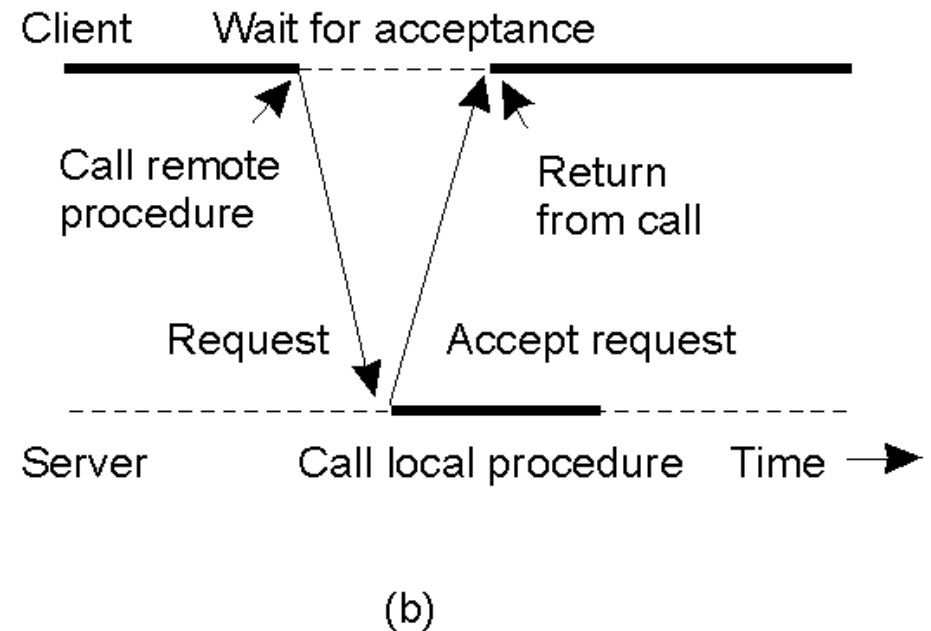 Client
Wait for acceptance
Call remote
procedure
Return
from call
Request
Accept request
Server
Call local procedure
Time
(b)